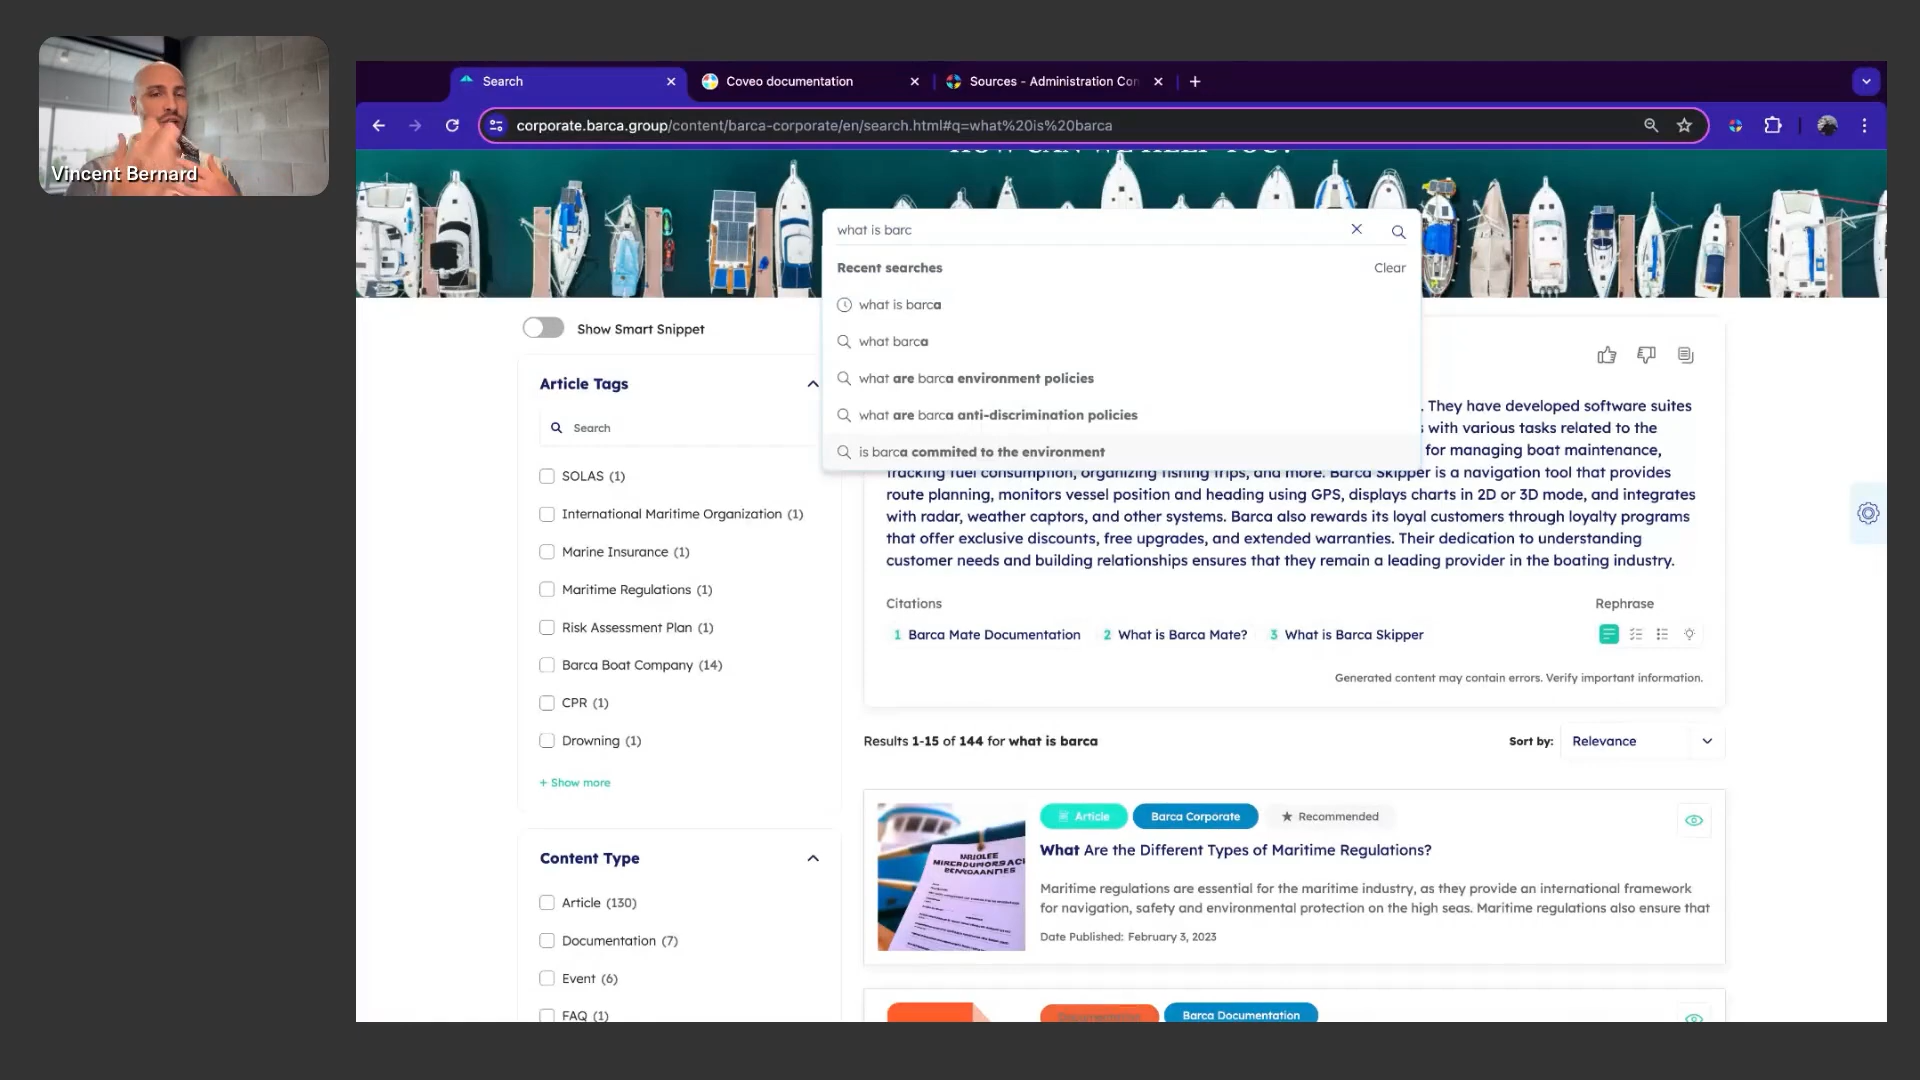 Vincent Bernard
Search
Coveo documentation
Sources - Administration Con
corporate.barca.group/content/barca-corporate/en/search.html#q=what%20is%20barca
HOW CAN WE HELP YOU?
what is barc
Recent searches
Clear
what is barca
what barca
what are barca environment policies
what are barca anti-discrimination policies
is barca commited to the environment
Show Smart Snippet
Article Tags
Search
SOLAS (1)
International Maritime Organization (1)
Marine Insurance (1)
Maritime Regulations (1)
Risk Assessment Plan (1)
Barca Boat Company (14)
CPR (1)
Drowning (1)
+ Show more
Content Type
Article (130)
Documentation (7)
Event (6)
FAQ (1)
. They have developed software suites
with various tasks related to the
for managing boat maintenance,
tracking fuel consumption, organizing fishing trips, and more. Barca Skipper is a navigation tool that provides
route planning, monitors vessel position and heading using GPS, displays charts in 2D or 3D mode, and integrates
with radar, weather captors, and other systems. Barca also rewards its loyal customers through loyalty programs
that offer exclusive discounts, free upgrades, and extended warranties. Their dedication to understanding
customer needs and building relationships ensures that they remain a leading provider in the boating industry.
Citations
Rephrase
1 Barca Mate Documentation 2 What is Barca Mate? 3 What is Barca Skipper
Generated content may contain errors. Verify important information.
Results 1-15 of 144 for what is barca
Sort by: Relevance
Article
Barca Corporate
★ Recommended
What Are the Different Types of Maritime Regulations?
Maritime regulations are essential for the maritime industry, as they provide an international framework
for navigation, safety and environmental protection on the high seas. Maritime regulations also ensure that
Date Published: February 3, 2023
Barca Documentation